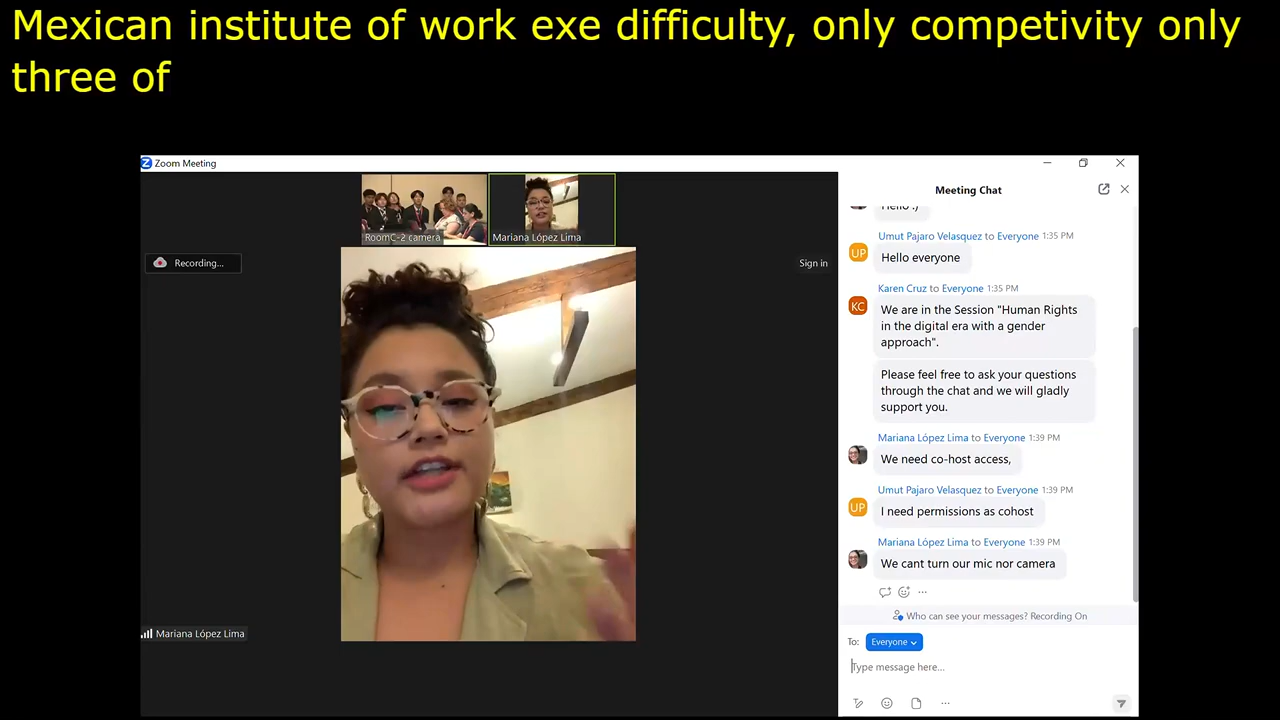 Mexican institute of work exe difficulty, only competivity only
three of
Zoom Meeting
RoomC-2 camera
Mariana López Lima
Recording...
Sign in
Mariana López Lima
Meeting Chat
Hello :)
Umut Pajaro Velasquez to Everyone 1:35 PM
UP
Hello everyone
Karen Cruz to Everyone 1:35 PM
KC
We are in the Session "Human Rights
in the digital era with a gender
approach".
Please feel free to ask your questions
through the chat and we will gladly
support you.
Mariana López Lima to Everyone 1:39 PM
We need co-host access,
Umut Pajaro Velasquez to Everyone 1:39 PM
UP
I need permissions as cohost
Mariana López Lima to Everyone 1:39 PM
We cant turn our mic nor camera
Who can see your messages? Recording On
To: Everyone
Type message here...